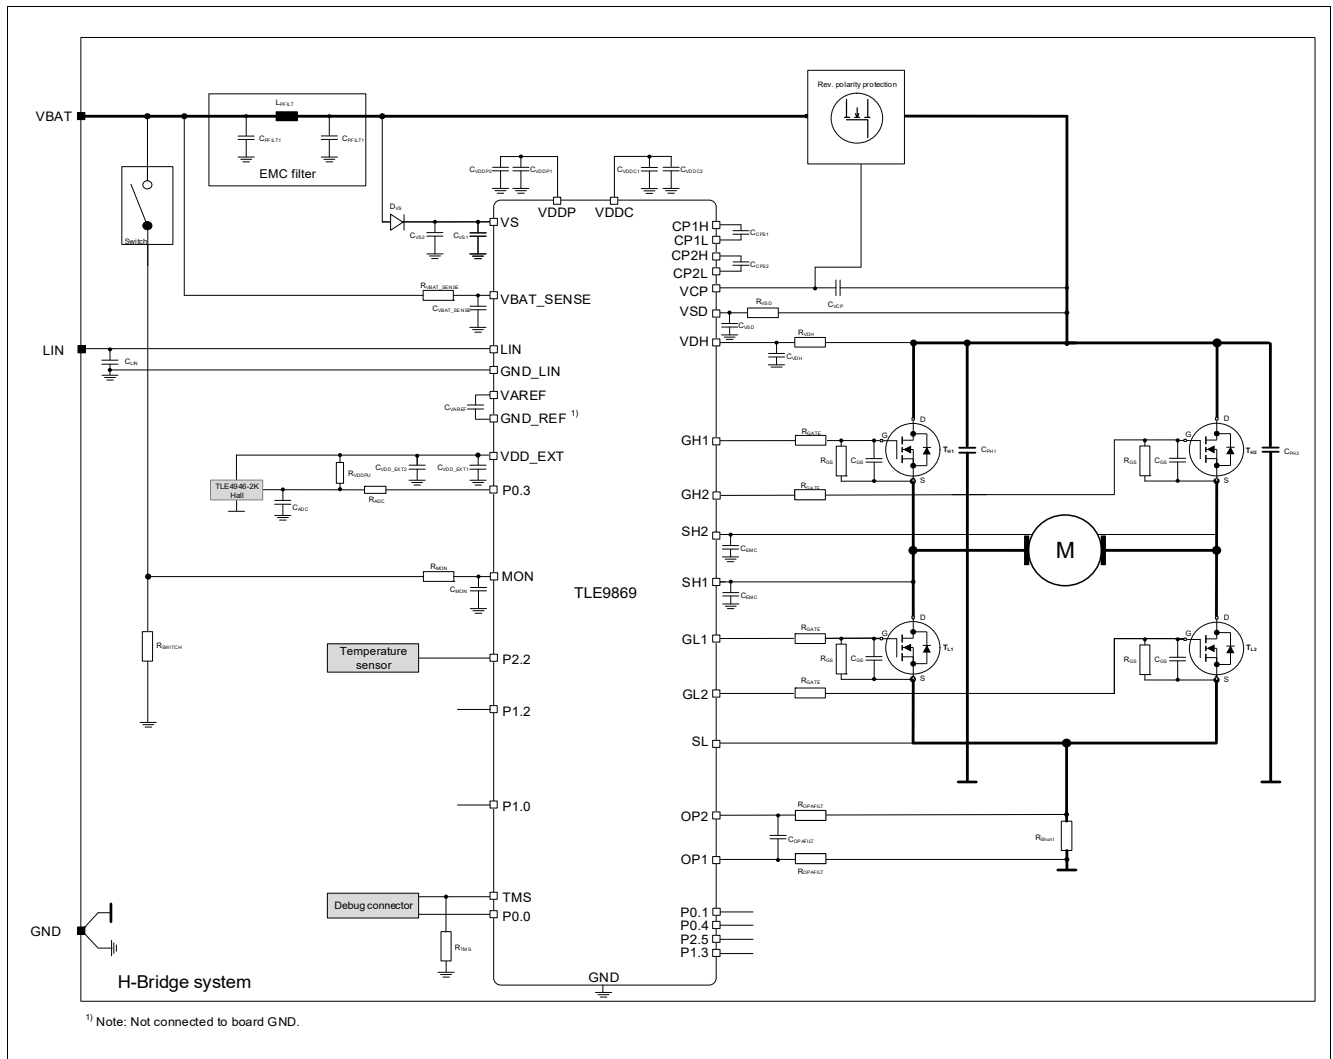 Rev. polarity protection
LPFILT
VBAT
CPFILT1
CPFILT1
EMC filter
CVDDP2
CVDDP1
CVDDC1
CVDDC2
VDDP
VDDC
Switch
DVS
VS
CVS2
CVS1
CP1H
CP1L
CCPS1
CP2H
CP2L
CCPS2
VCP
CVCP
RVBAT_SENSE
VBAT_SENSE
CVBAT_SENSE
VSD
RVSD
CVSD
VDH
RVDH
CVDH
LIN
CLIN
LIN
GND_LIN
VAREF
CVAREF
GND_REF 1)
GH1
RGATE
RGS
CGS
G
D
S
TH1
CPH1
RGS
CGS
G
D
S
TH2
CPH2
VDD_EXT
RVDDPU
CVDD_EXT2
CVDD_EXT1
TLE4946-2K
Hall
CADC
RADC
P0.3
GH2
RGATE
SH2
CEMC
M
RMON
MON
CMON
TLE9869
SH1
CEMC
RSWITCH
GL1
RGATE
RGS
CGS
G
D
S
TL1
RGS
CGS
G
D
S
TL2
Temperature
sensor
P2.2
GL2
RGATE
P1.2
SL
P1.0
OP2
ROPAFILT
COPAFILT
RShunt
OP1
ROPAFILT
Debug connector
TMS
P0.0
RTMS
P0.1
P0.4
P2.5
P1.3
GND
GND
H-Bridge system
1) Note: Not connected to board GND.